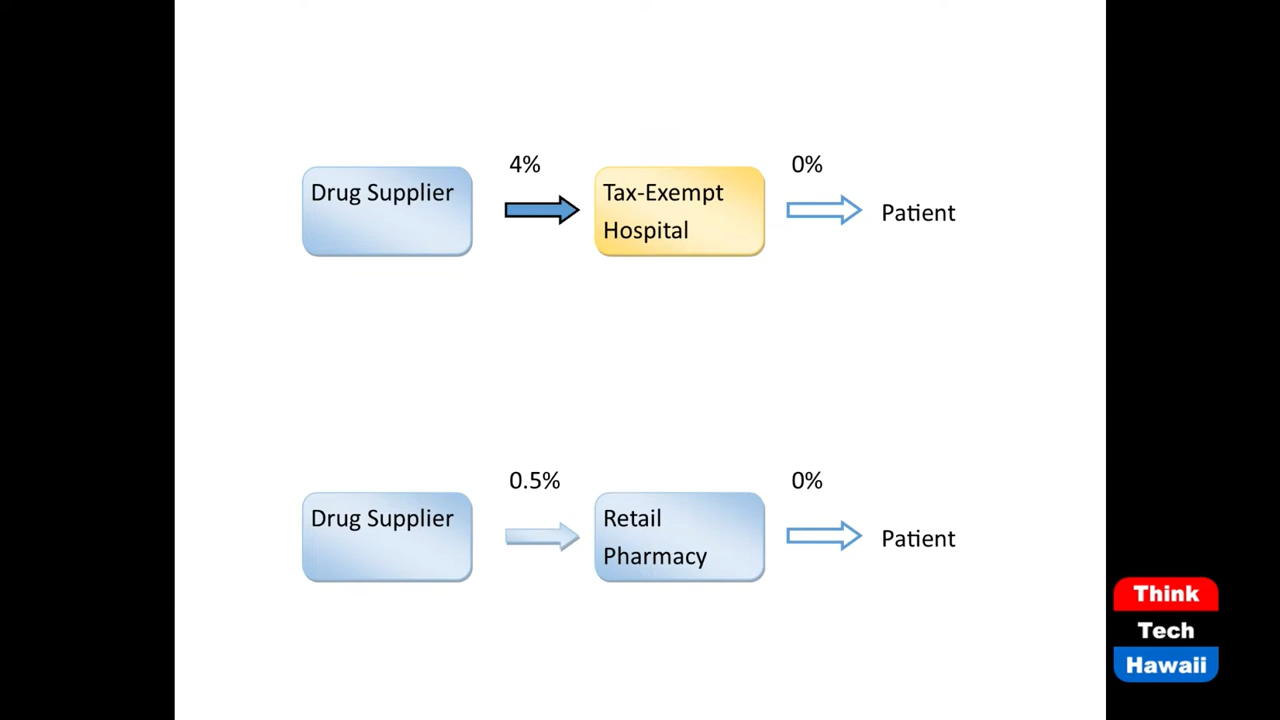 4%
0%
Drug Supplier
Tax-Exempt
Hospital
Patient
0.5%
0%
Drug Supplier
Retail
Pharmacy
Patient
Think
Tech
Hawaii